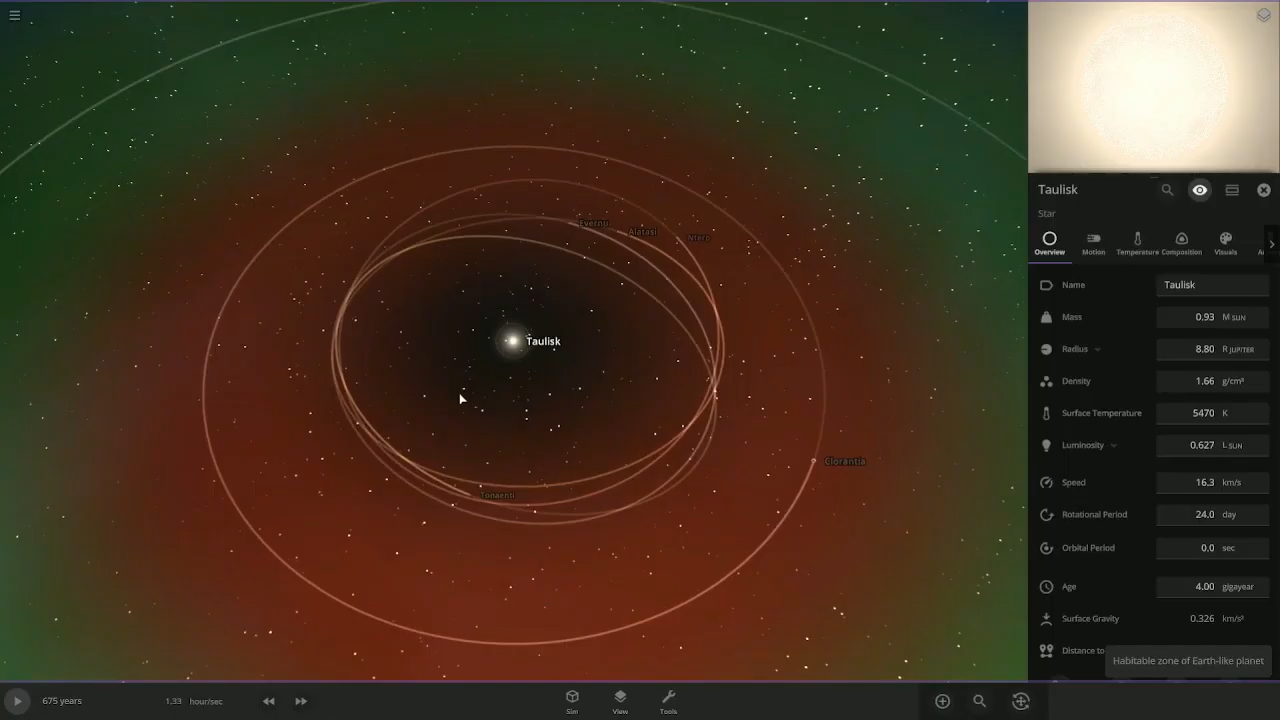 Evernu
Alatasi
Ntero
Taulisk
Elorantia
Tonaenti
Taulisk
Star
Overview
Motion
Temperature
Composition
Visuals
Name
Taulisk
Mass
0.93 M SUN
Radius
8.80 R JUPITER
Density
1.66 g/cm³
Surface Temperature
5470 K
Luminosity
0.627 L SUN
Speed
16.3 km/s
Rotational Period
24.0 day
Orbital Period
0.0 sec
Age
4.00 gigayear
Surface Gravity
0.326 km/s²
Distance to
Habitable zone of Earth-like planet
675 years
1.33 hour/sec
Sim
View
Tools